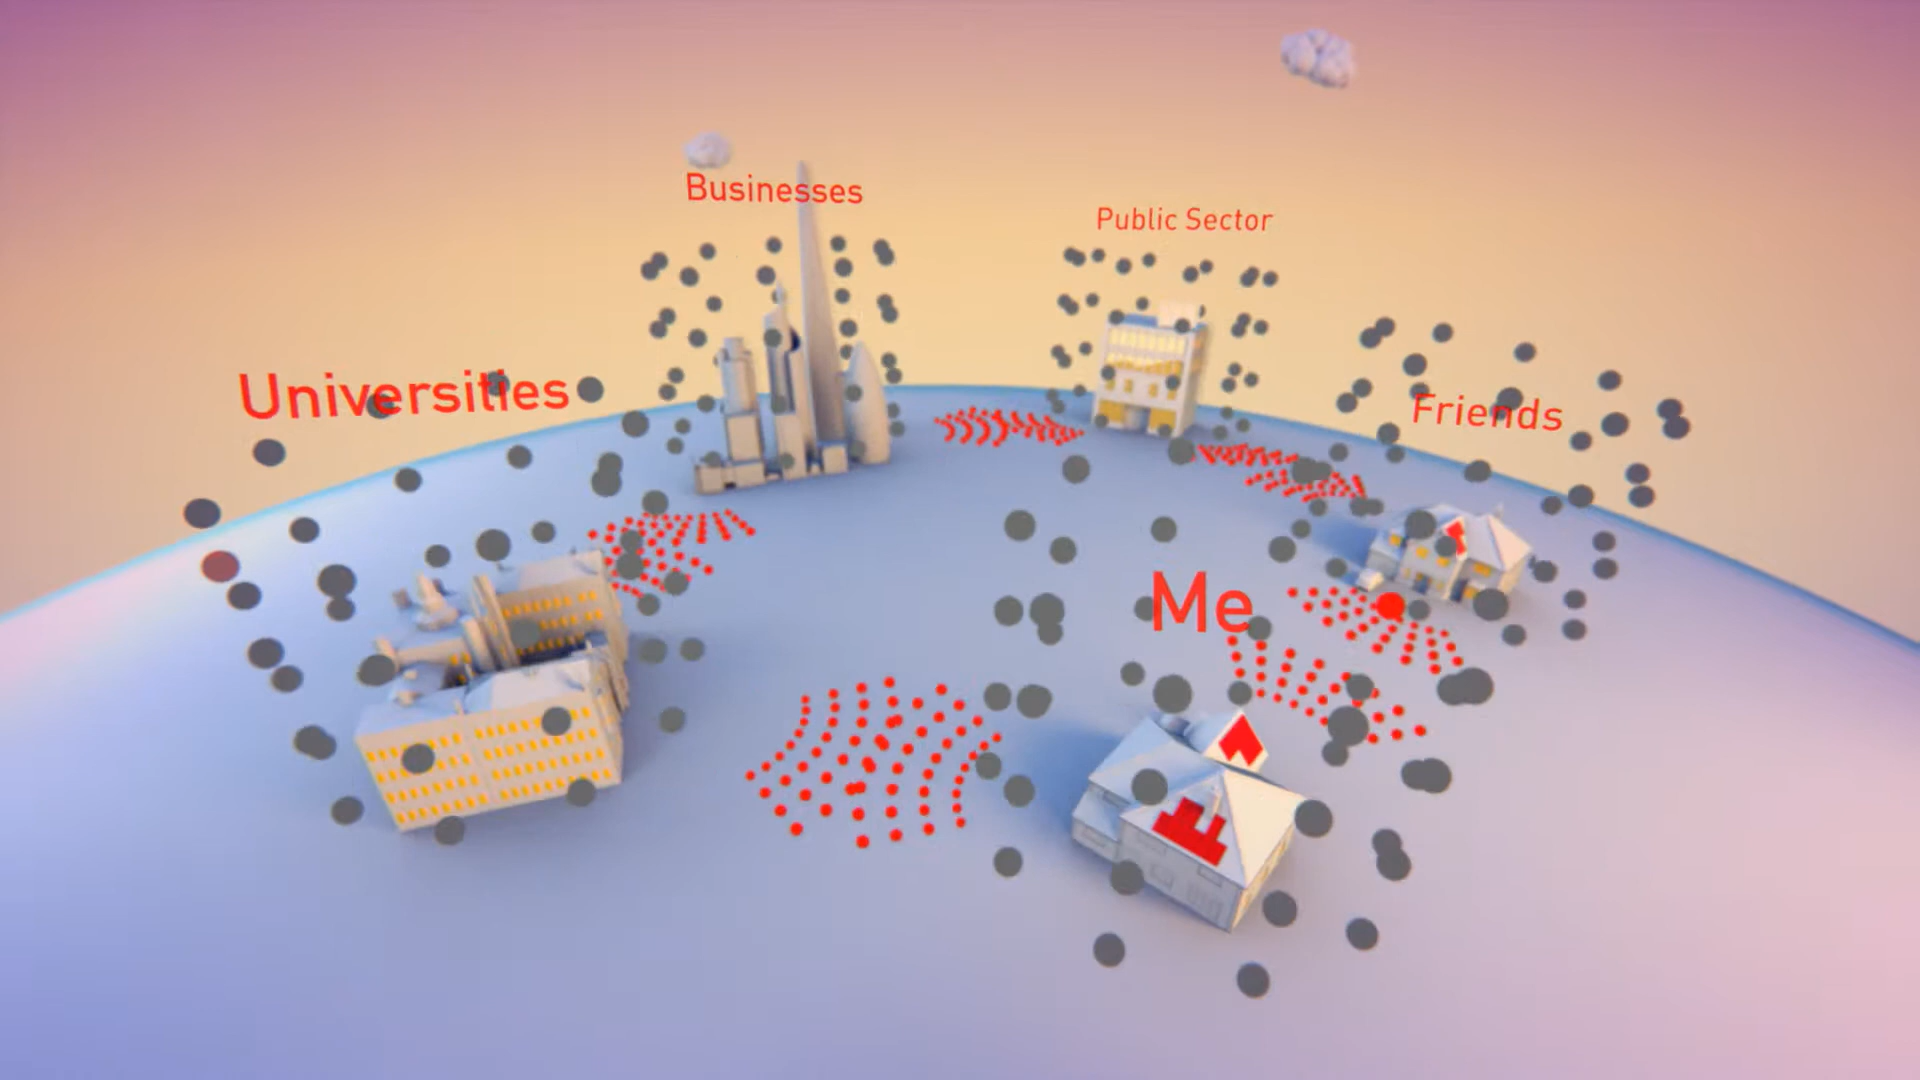 Businesses
Public Sector
Universities
Friends
Me